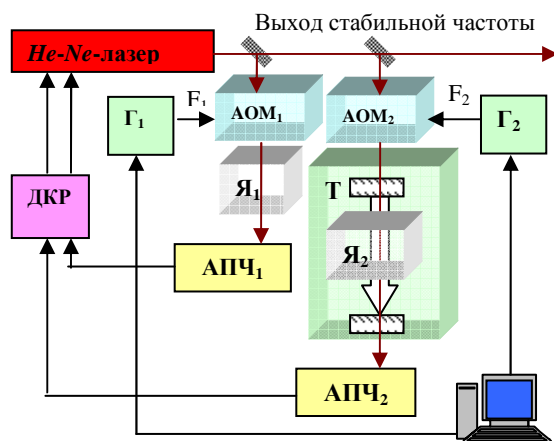 Выход стабильной частоты
He-Ne-лазер
F₁
F₂
АОМ₁
АОМ₂
Г₁
Г₂
Т
Я₁
ДКР
Я₂
АПЧ₁
АПЧ₂